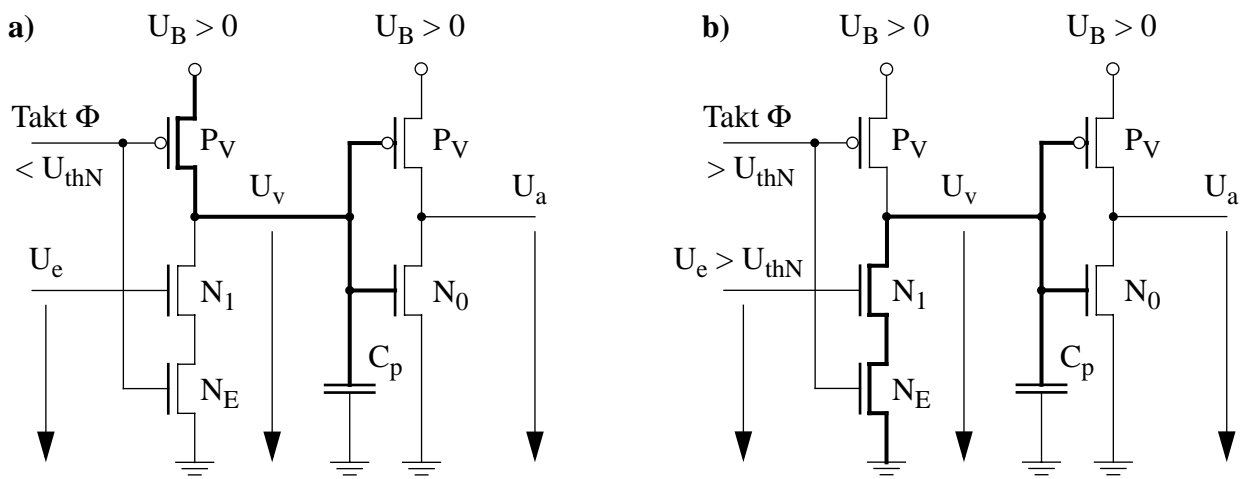 a)
U_B > 0
U_B > 0
Takt Φ
< U_thN
P_V
P_V
U_v
U_a
U_e
N_1
N_0
C_p
N_E
b)
U_B > 0
U_B > 0
Takt Φ
> U_thN
P_V
P_V
U_v
U_a
U_e > U_thN
N_1
N_0
C_p
N_E